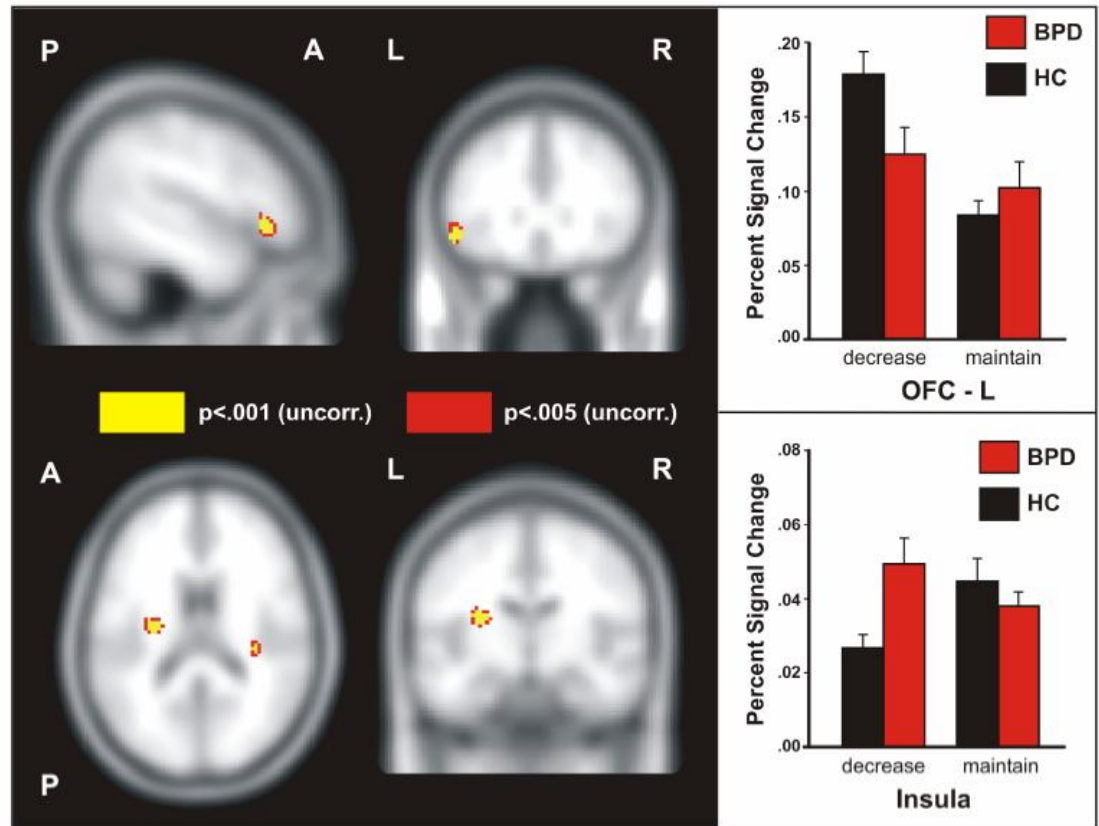 P A L R
p<.001 (uncorr.) p<.005 (uncorr.)
A L R
P
BPD
HC
Percent Signal Change
.20
.15
.10
.05
.00
decrease maintain
OFC - L
BPD
HC
Percent Signal Change
.08
.06
.04
.02
.00
decrease maintain
Insula